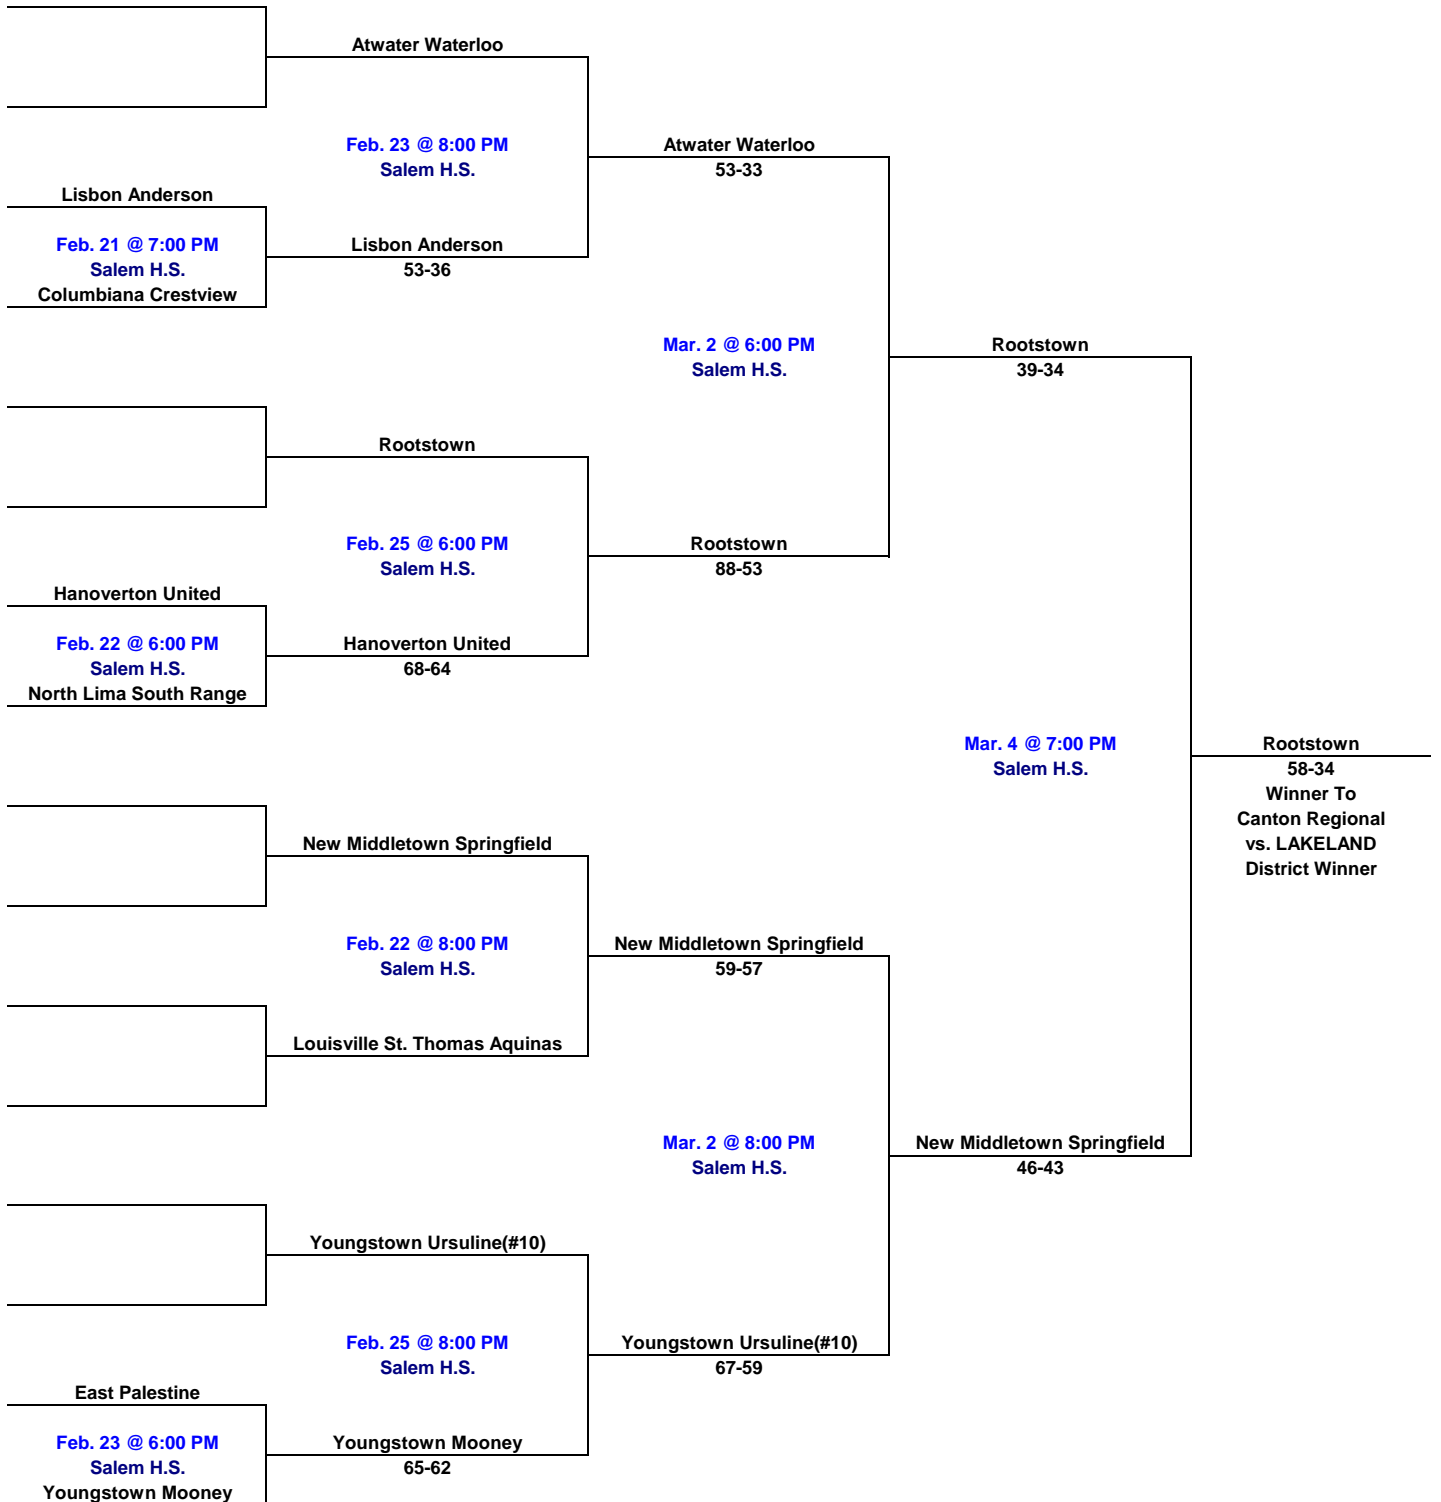 Atwater Waterloo
Feb. 23 @ 8:00 PM
Salem H.S.
Atwater Waterloo
53-33
Lisbon Anderson
Feb. 21 @ 7:00 PM
Salem H.S.
Columbiana Crestview
Lisbon Anderson
53-36
Mar. 2 @ 6:00 PM
Salem H.S.
Rootstown
39-34
Rootstown
Feb. 25 @ 6:00 PM
Salem H.S.
Rootstown
88-53
Hanoverton United
Feb. 22 @ 6:00 PM
Salem H.S.
North Lima South Range
Hanoverton United
68-64
Mar. 4 @ 7:00 PM
Salem H.S.
Rootstown
58-34
Winner To
Canton Regional
vs. LAKELAND
District Winner
New Middletown Springfield
Feb. 22 @ 8:00 PM
Salem H.S.
New Middletown Springfield
59-57
Louisville St. Thomas Aquinas
Mar. 2 @ 8:00 PM
Salem H.S.
New Middletown Springfield
46-43
Youngstown Ursuline(#10)
Feb. 25 @ 8:00 PM
Salem H.S.
Youngstown Ursuline(#10)
67-59
East Palestine
Feb. 23 @ 6:00 PM
Salem H.S.
Youngstown Mooney
Youngstown Mooney
65-62